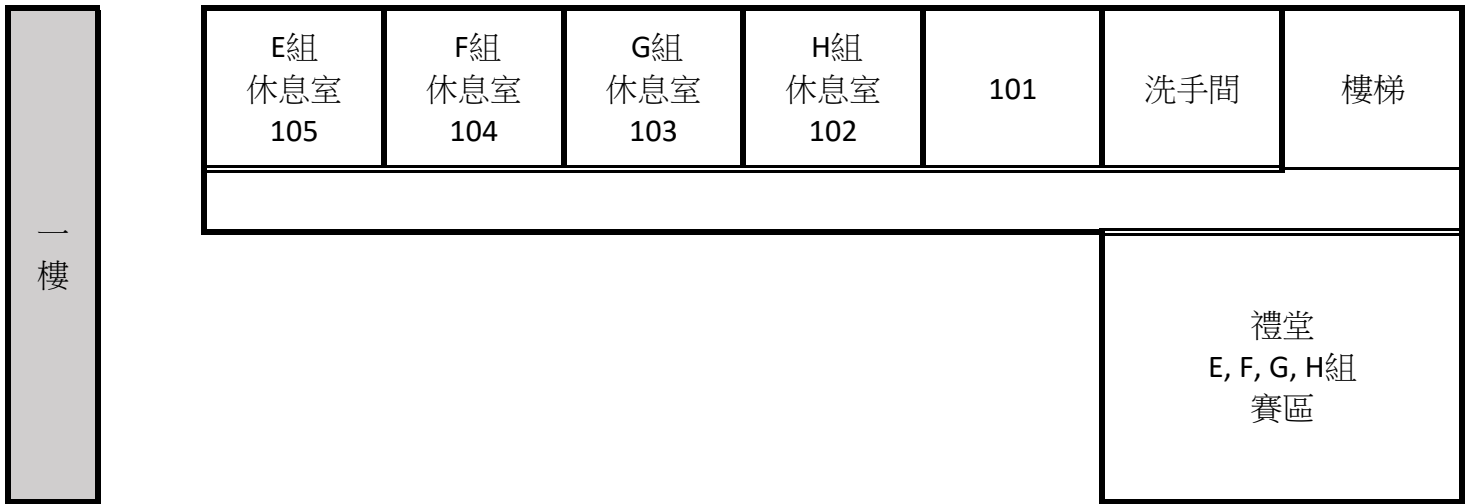 一
樓
E組
休息室
105
F組
休息室
104
G組
休息室
103
H組
休息室
102
101
洗手間
樓梯
禮堂
E, F, G, H組
賽區